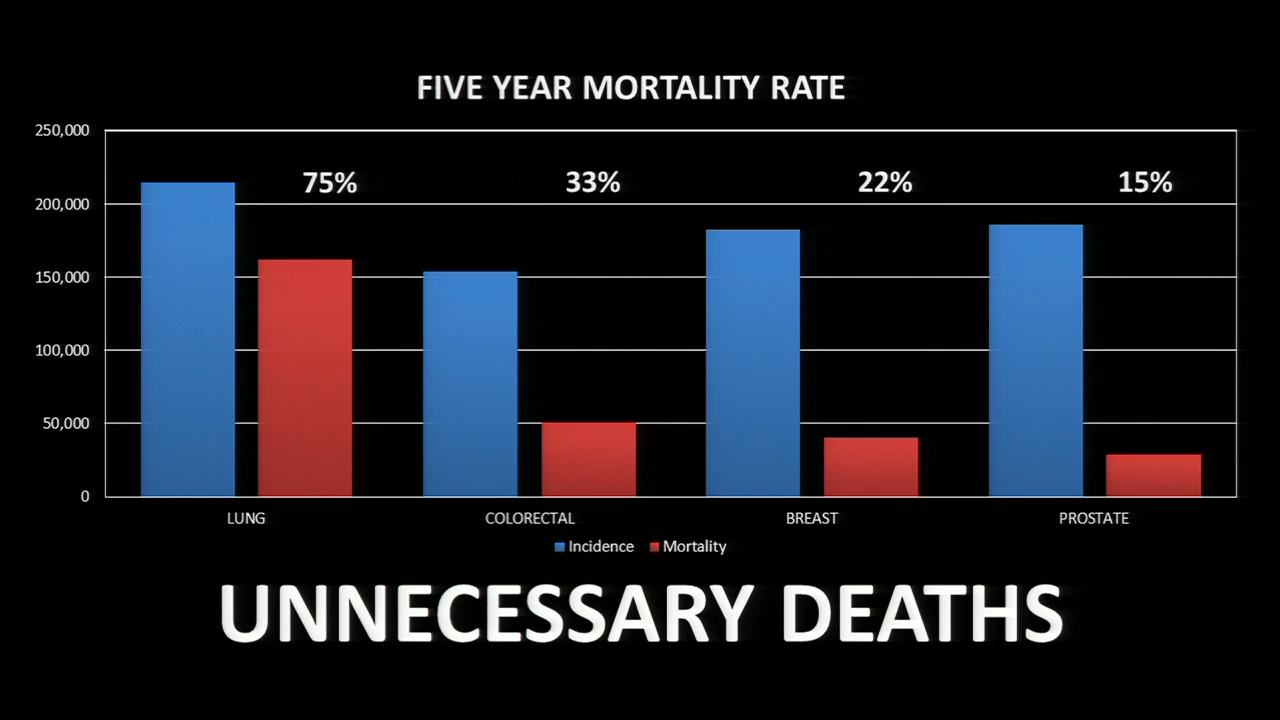 FIVE YEAR MORTALITY RATE
250,000
75% 33% 22% 15%
200,000
150,000
100,000
50,000
0
LUNG COLORECTAL BREAST PROSTATE
Incidence Mortality
UNNECESSARY DEATHS